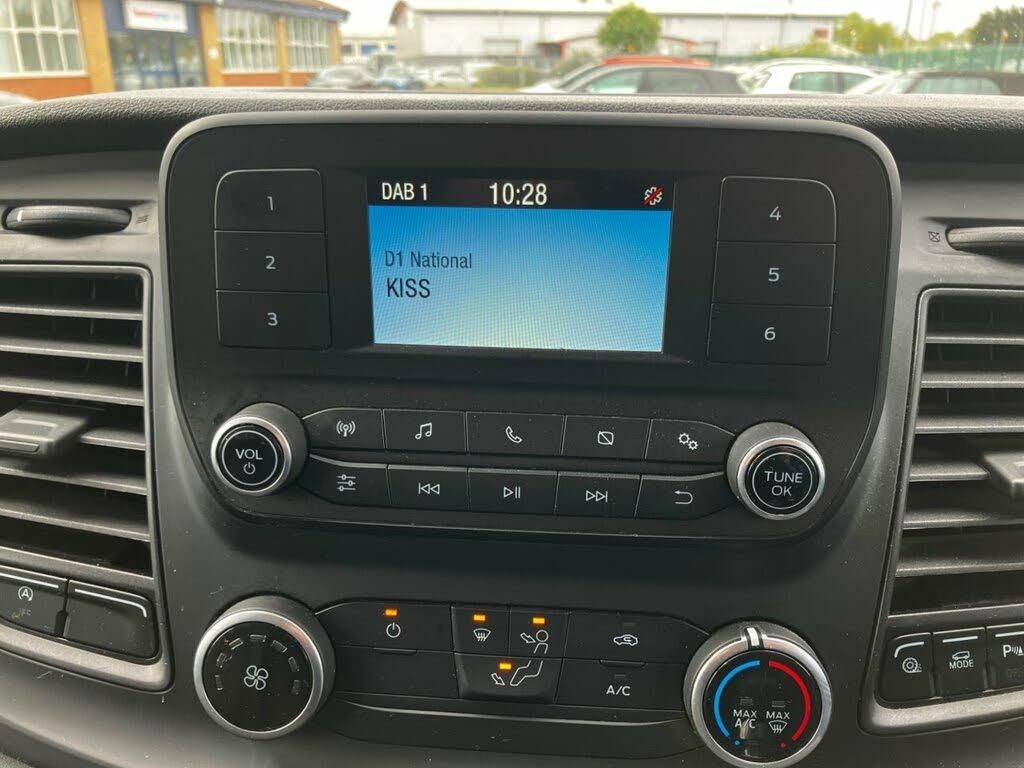 DAB 1 10:28
D1 National
KISS
1
2
3
4
5
6
VOL
TUNE
OK
A/C
MAX
A/C
MAX
A
OFF
MODE
P